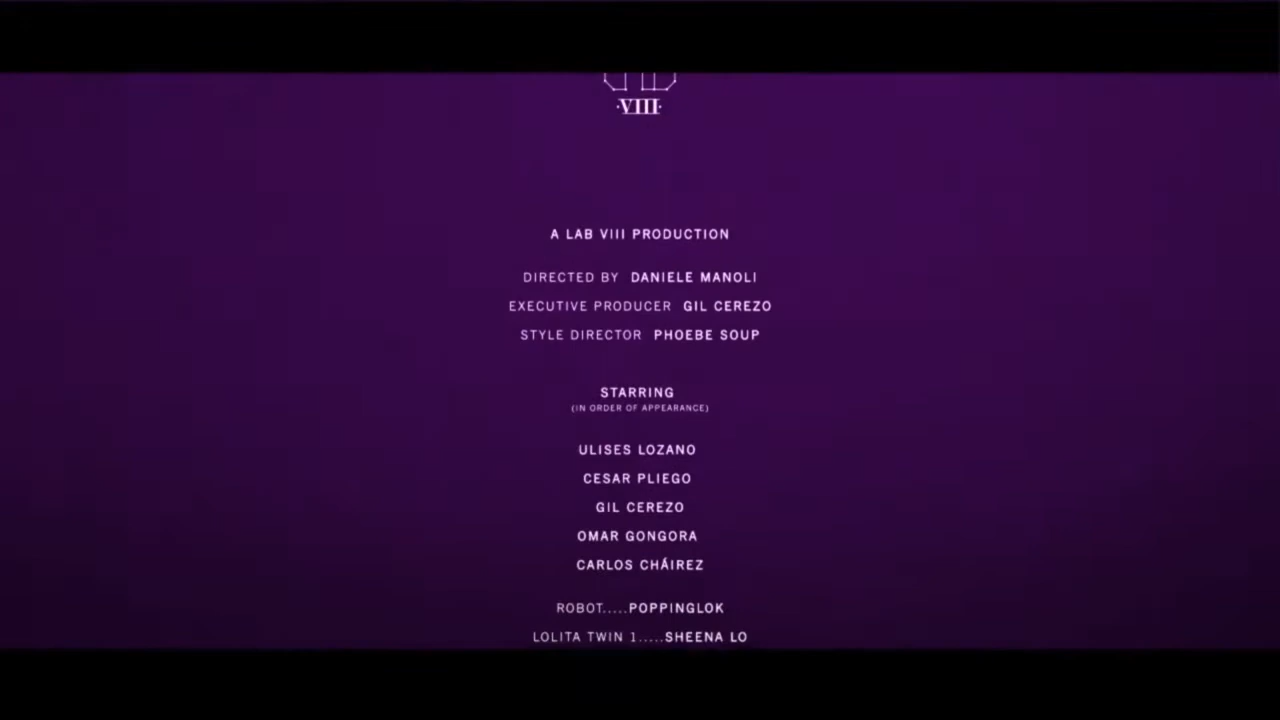 ·VIII·
A LAB VIII PRODUCTION
DIRECTED BY DANIELE MANOLI
EXECUTIVE PRODUCER GIL CEREZO
STYLE DIRECTOR PHOEBE SOUP
STARRING
(IN ORDER OF APPEARANCE)
ULISES LOZANO
CESAR PLIEGO
GIL CEREZO
OMAR GONGORA
CARLOS CHÁIREZ
ROBOT.....POPPINGLOK
LOLITA TWIN 1.....SHEENA LO